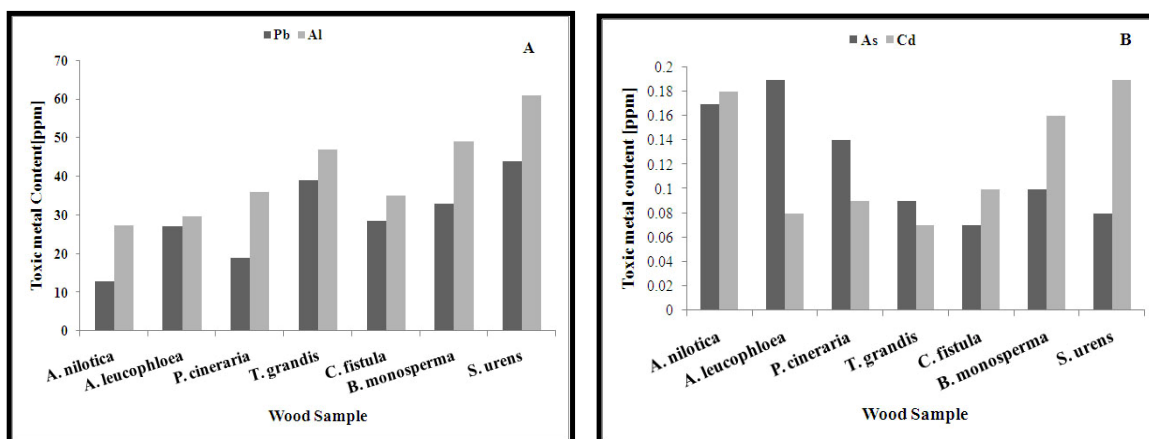 Pb Al
A
Toxic metal Content[ppm]
70
60
50
40
30
20
10
0
A. nilotica
A. leucophloea
P. cineraria
T. grandis
C. fistula
B. monosperma
S. urens
Wood Sample
As Cd
B
Toxic metal content [ppm]
0.2
0.18
0.16
0.14
0.12
0.1
0.08
0.06
0.04
0.02
0
A. nilotica
A. leucophloea
P. cineraria
T. grandis
C. fistula
B. monosperma
S. urens
Wood Sample